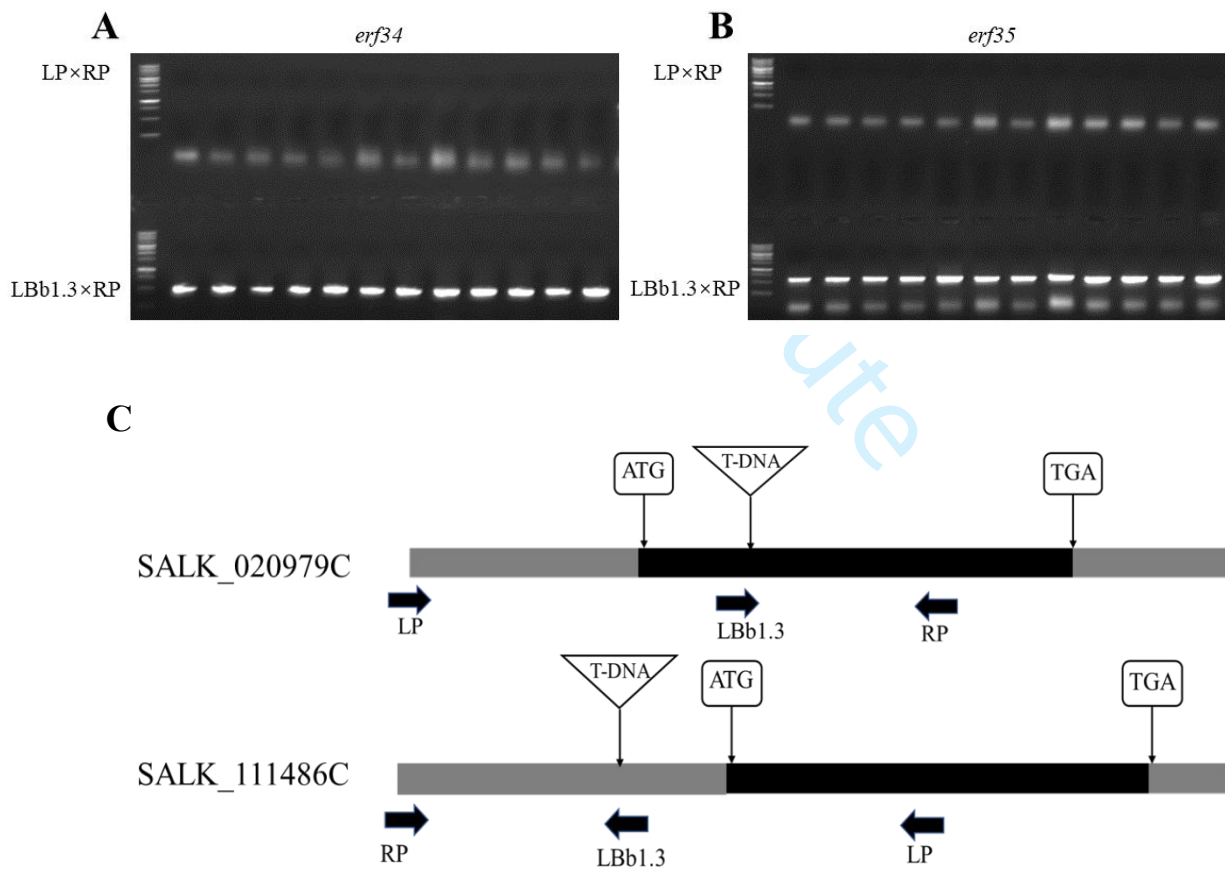 A
erf34
LP×RP
LBb1.3×RP
B
erf35
LP×RP
LBb1.3×RP
ute
C
ATG
T-DNA
TGA
SALK_020979C
LP
LBb1.3
RP
T-DNA
ATG
TGA
SALK_111486C
RP
LBb1.3
LP